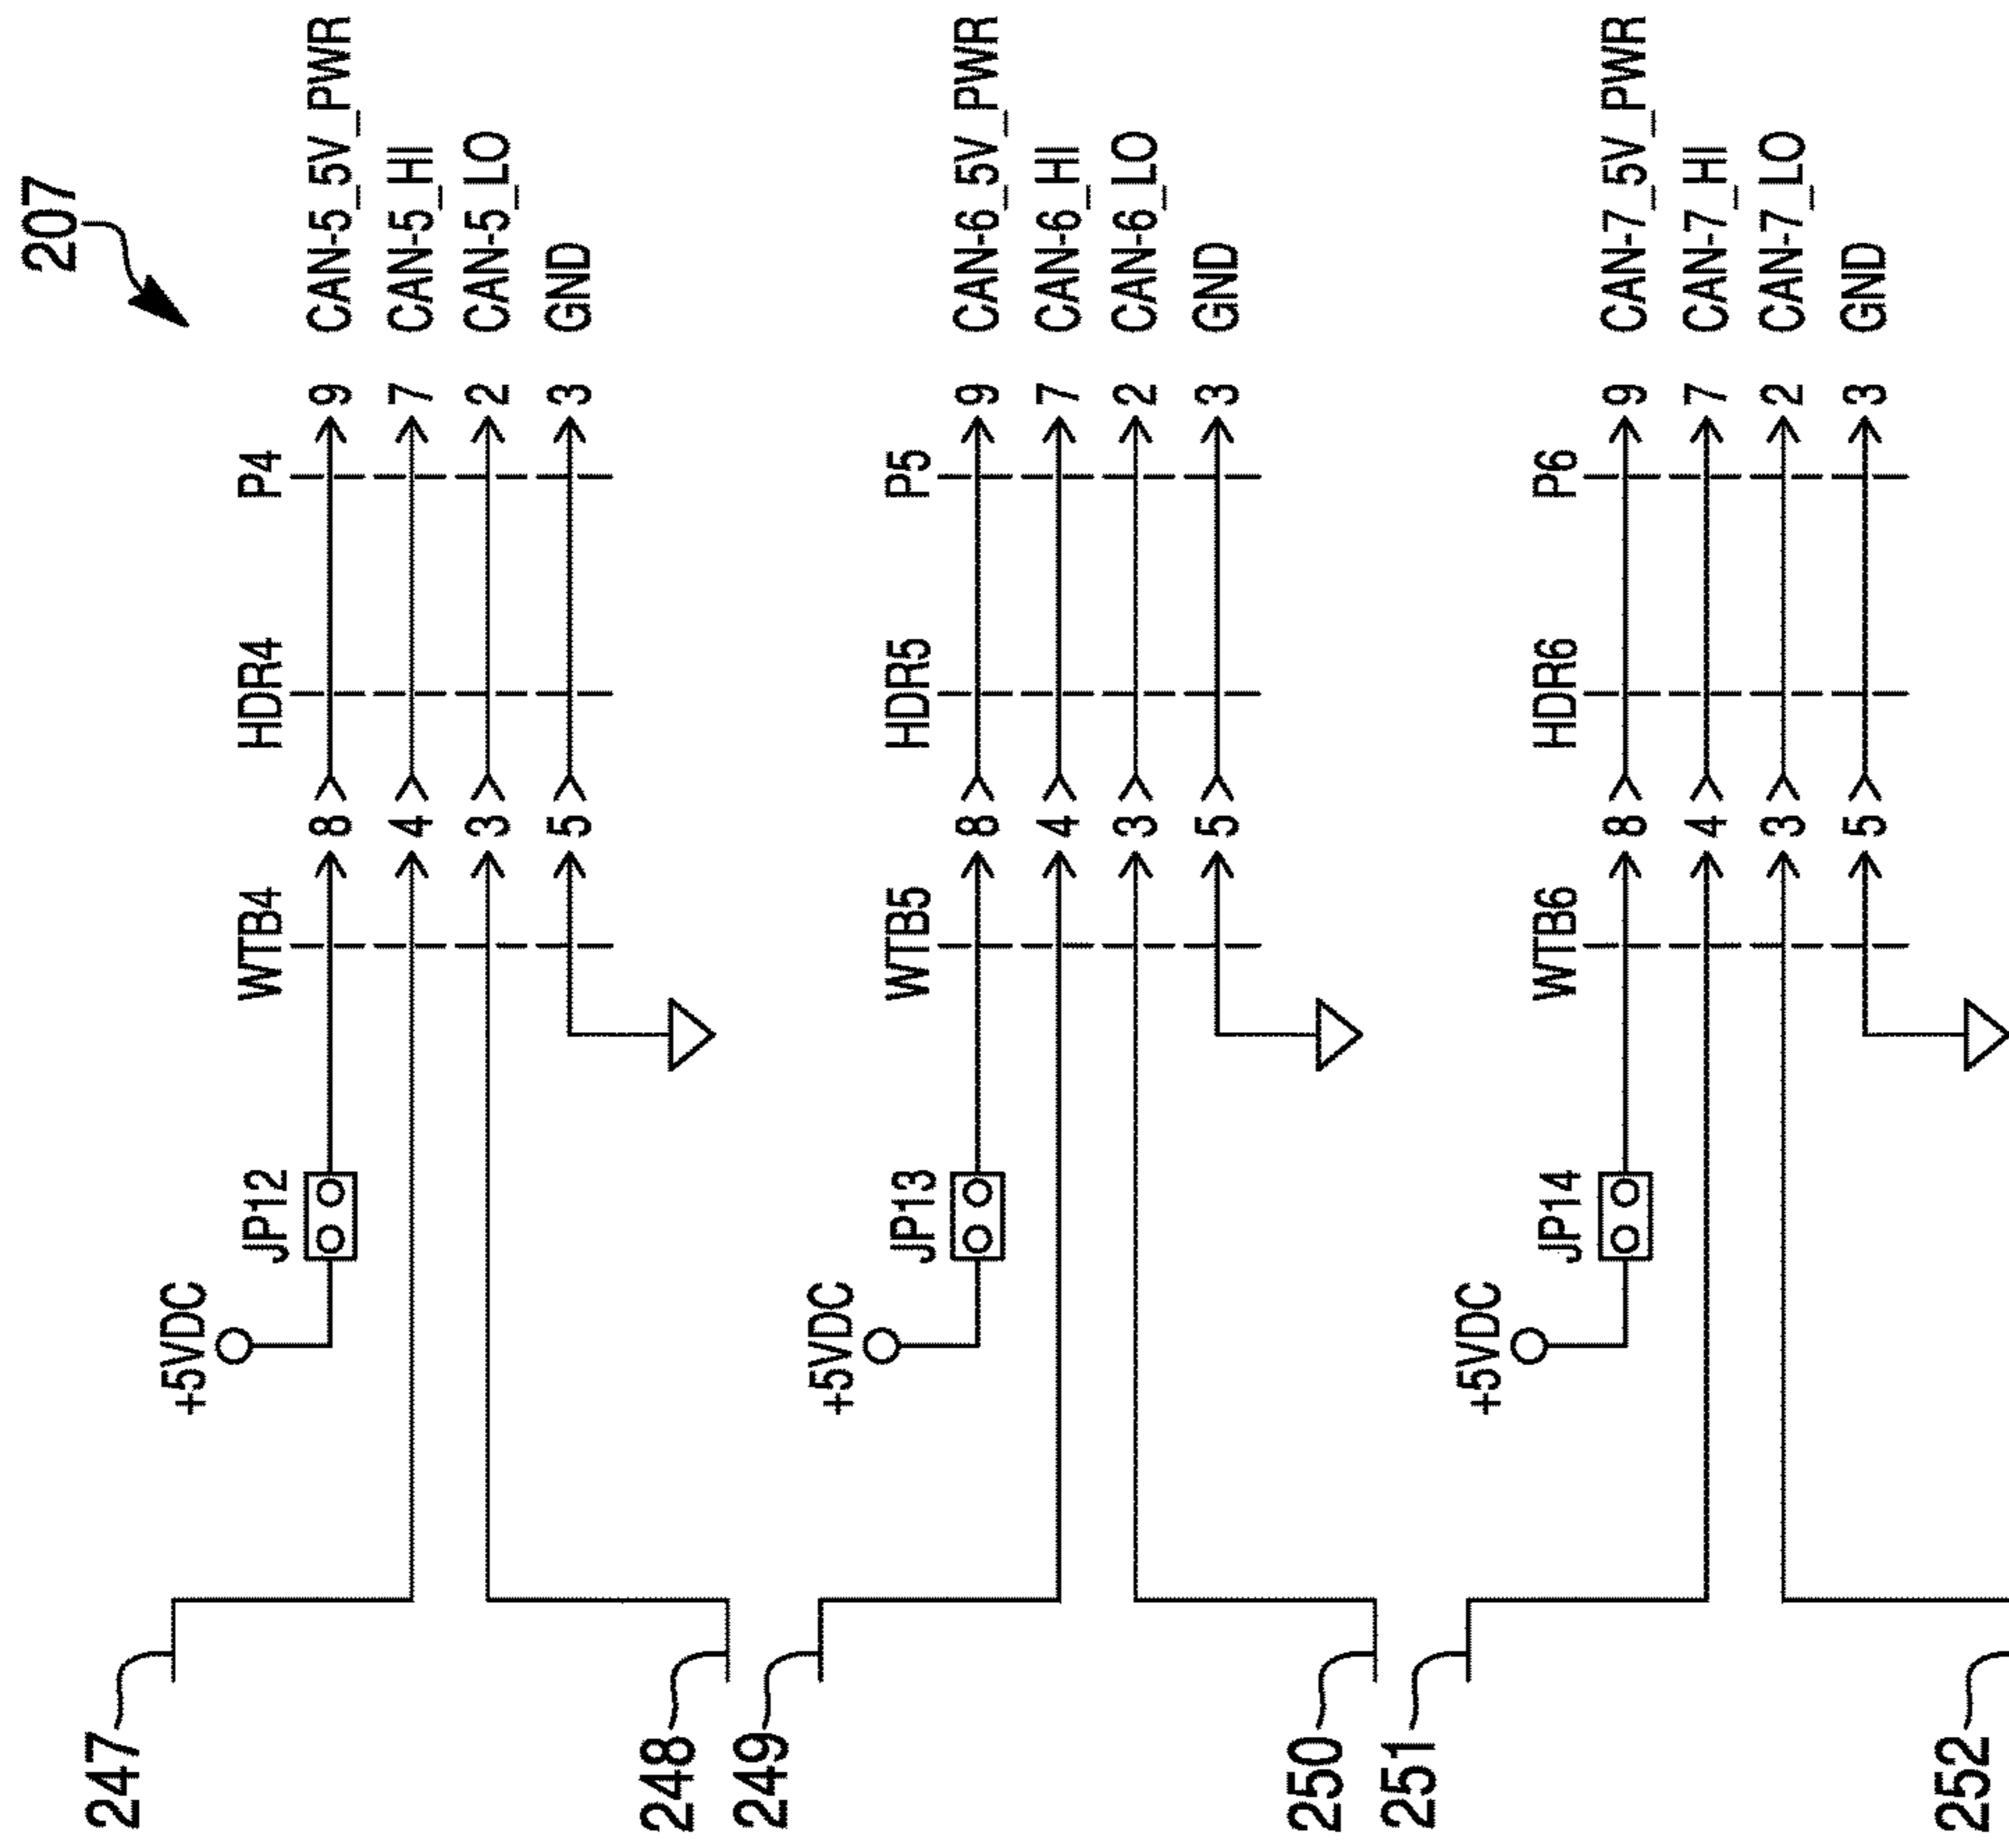 207
+5VDC
JP12
WTB4
HDR4
P4
8
9
CAN-5_5V_PWR
247
4
7
CAN-5_HI
3
2
CAN-5_LO
248
5
3
GND
+5VDC
JP13
WTB5
HDR5
P5
8
9
CAN-6_5V_PWR
249
4
7
CAN-6_HI
3
2
CAN-6_LO
250
5
3
GND
+5VDC
JP14
WTB6
HDR6
P6
8
9
CAN-7_5V_PWR
251
4
7
CAN-7_HI
3
2
CAN-7_LO
252
5
3
GND